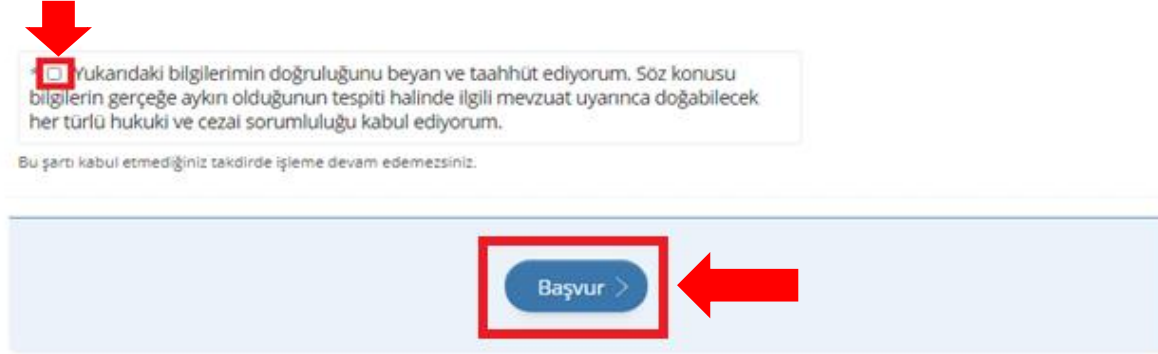 * Yukarıdaki bilgilerimin doğruluğunu beyan ve taahhüt ediyorum. Söz konusu
bilgilerin gerçeğe aykırı olduğunun tespiti halinde ilgili mevzuat uyarınca doğabilecek
her türlü hukuki ve cezai sorumluluğu kabul ediyorum.
Bu şartı kabul etmediğiniz takdirde işleme devam edemezsiniz.
Başvur >